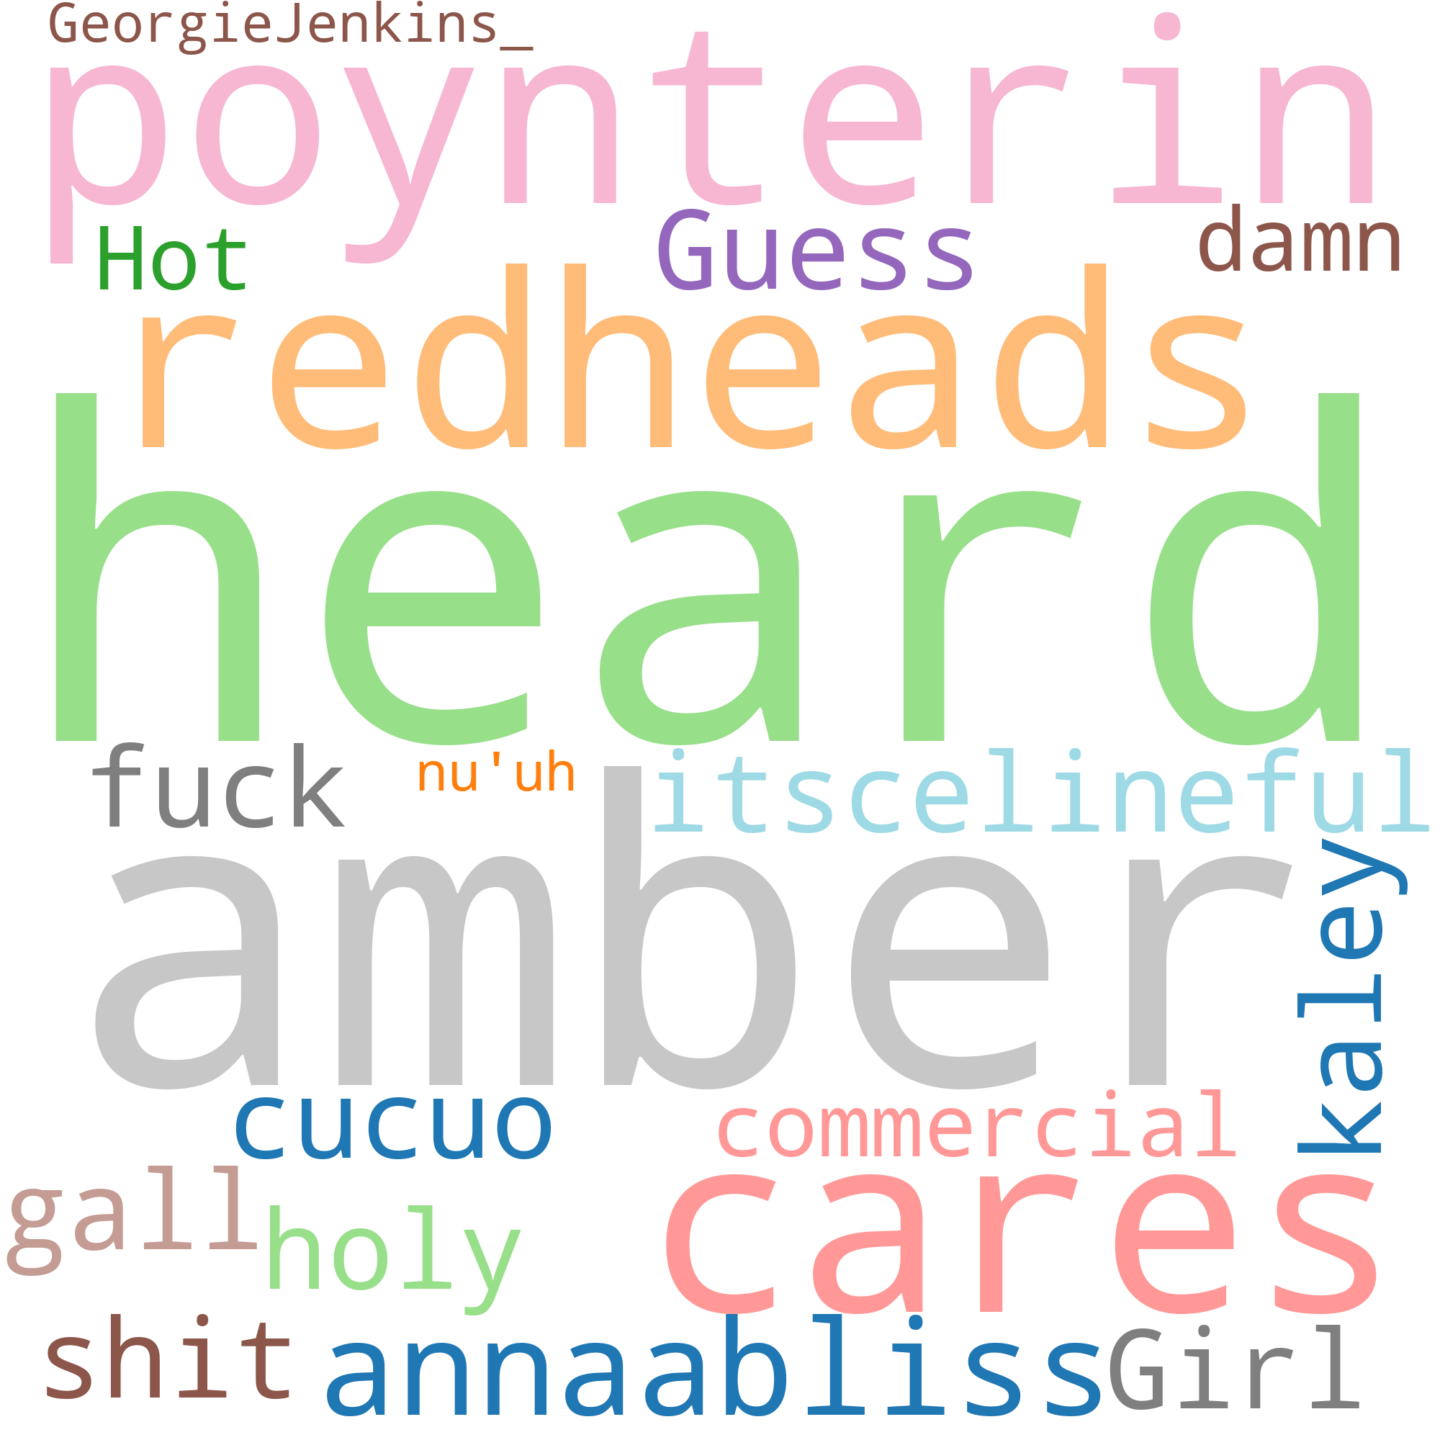 GeorgieJenkins_
poynterin
Hot Guess damn
redheads
heard
fuck nu'uh itscelineful
amber
kaley
cucuo commercial
gall holy cares
shit annaabliss Girl